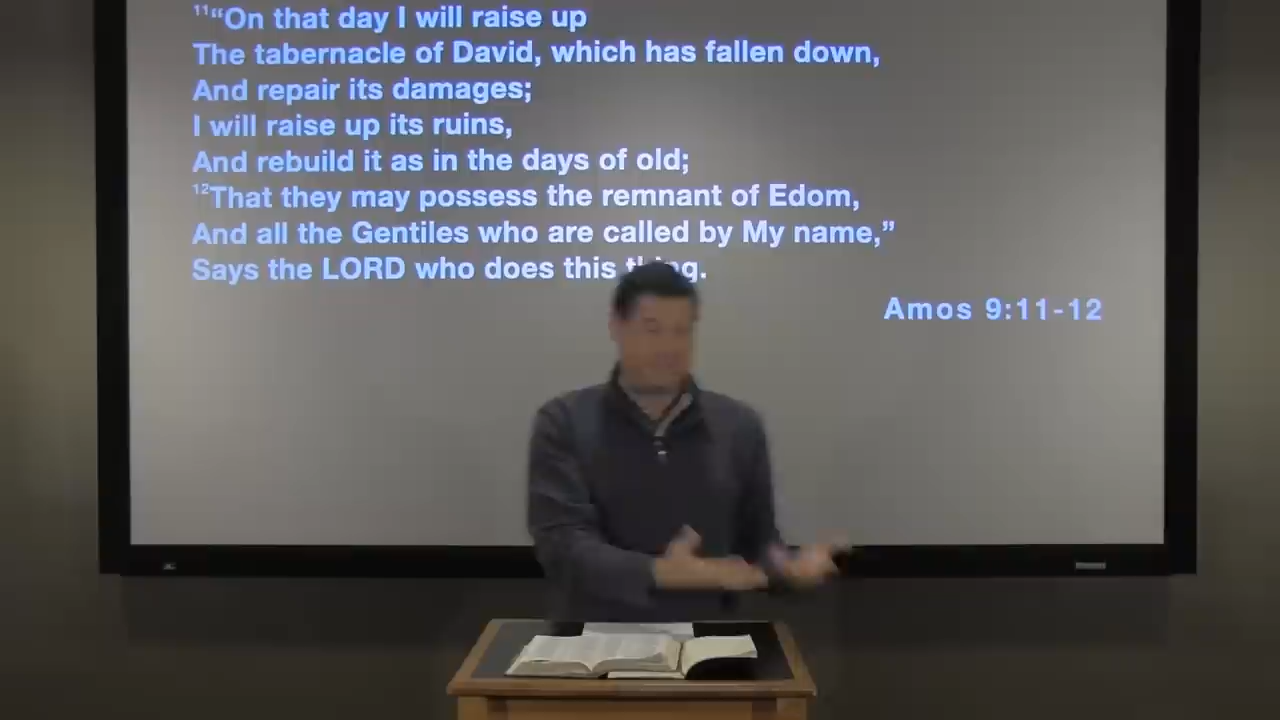 ¹¹“On that day I will raise up
The tabernacle of David, which has fallen down,
And repair its damages;
I will raise up its ruins,
And rebuild it as in the days of old;
¹²That they may possess the remnant of Edom,
And all the Gentiles who are called by My name,”
Says the LORD who does this thing.
Amos 9:11-12